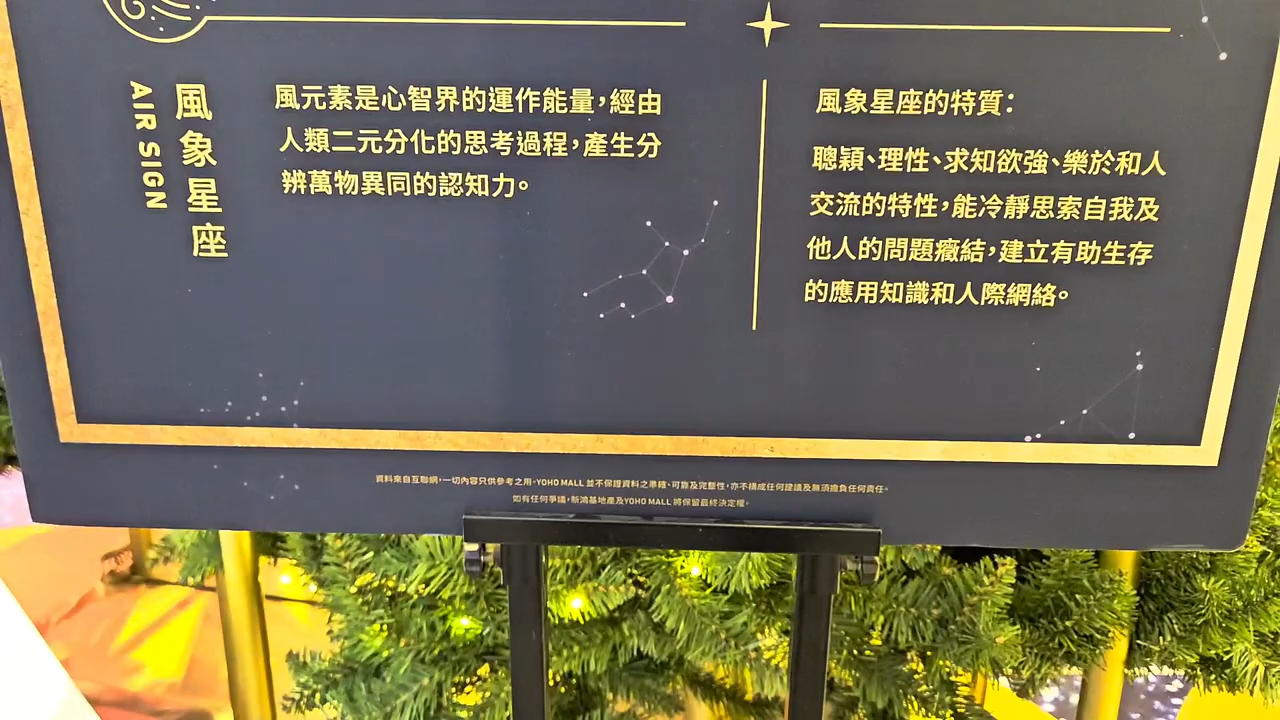 風象星座
AIR SIGN
風元素是心智界的運作能量，經由
人類二元分化的思考過程，產生分
辨萬物異同的認知力。
風象星座的特質：
聰穎、理性、求知欲強、樂於和人
交流的特性，能冷靜思索自我及
他人的問題癥結，建立有助生存
的應用知識和人際網絡。
資料來自互聯網，一切內容只供參考之用。YOHO MALL 並不保證資料之準確、可靠及完整性，亦不構成任何建議及無須擔負任何責任。
如有任何爭議，新鴻基地產及YOHO MALL 將保留最終決定權。